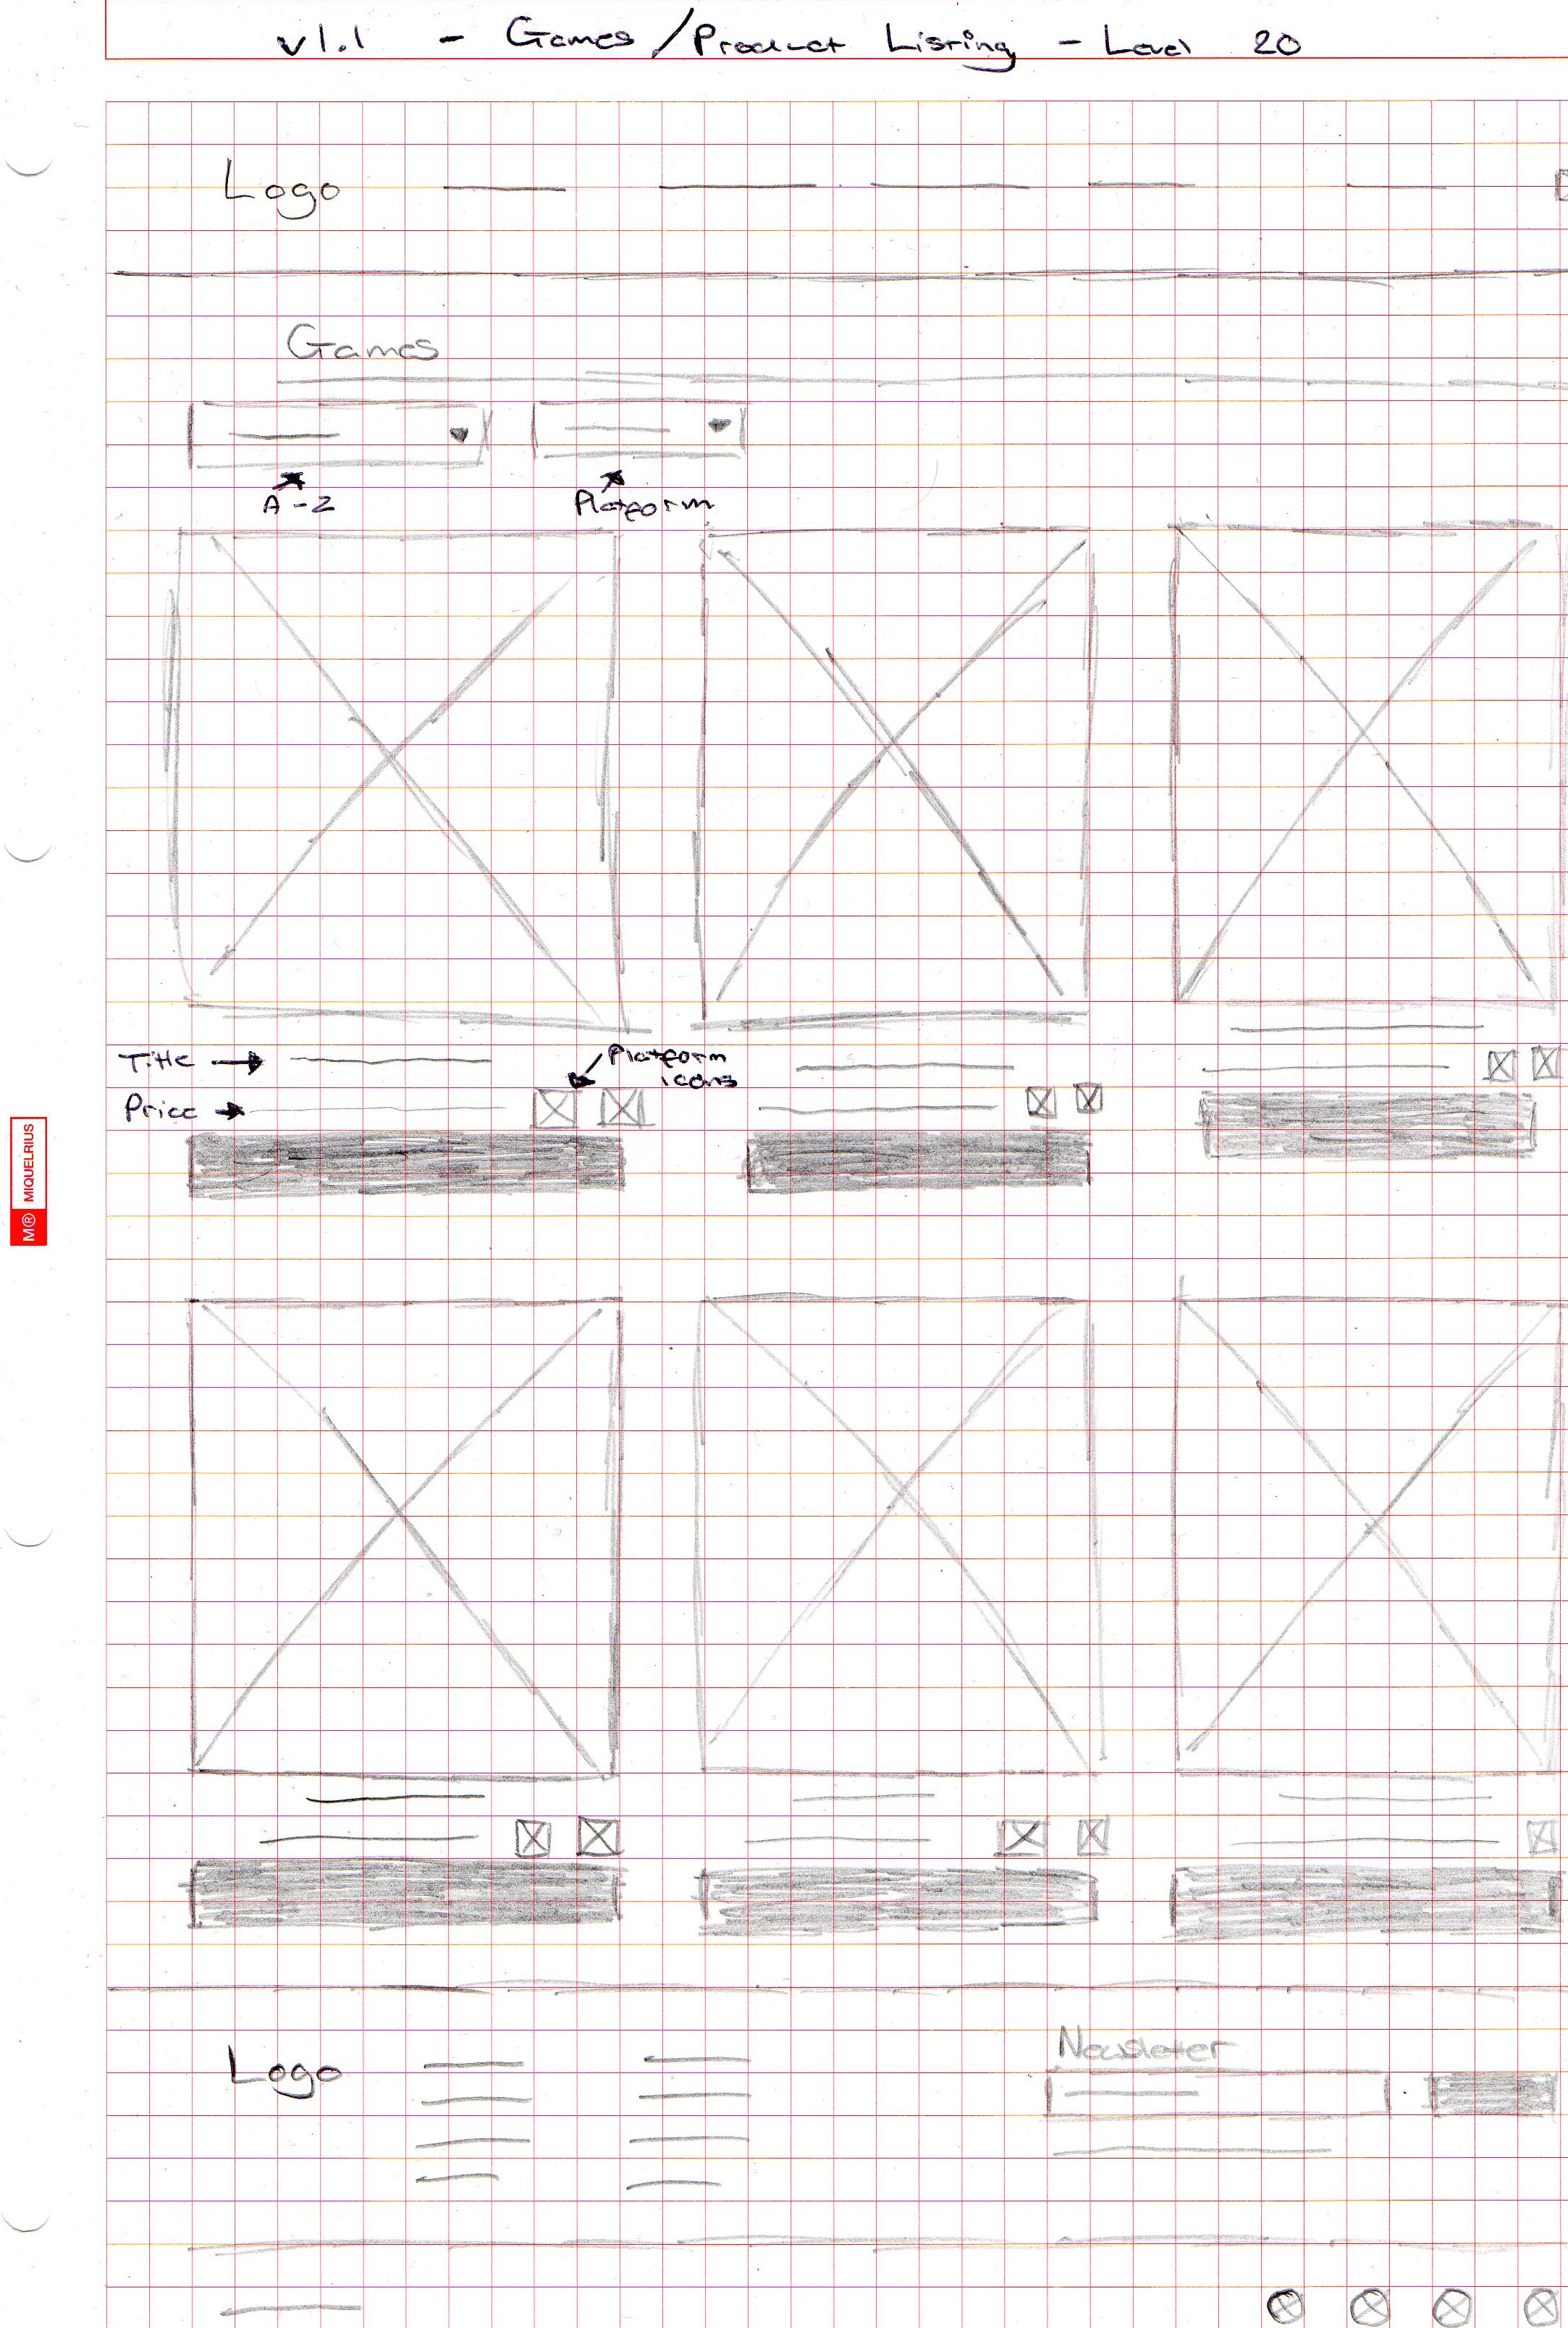 v1.1 - Games/Product Listing - Level 20
Logo
Games
A-Z
Platform
Title
Platform
icons
Price
M® MIQUELRIUS
Logo
Newsletter